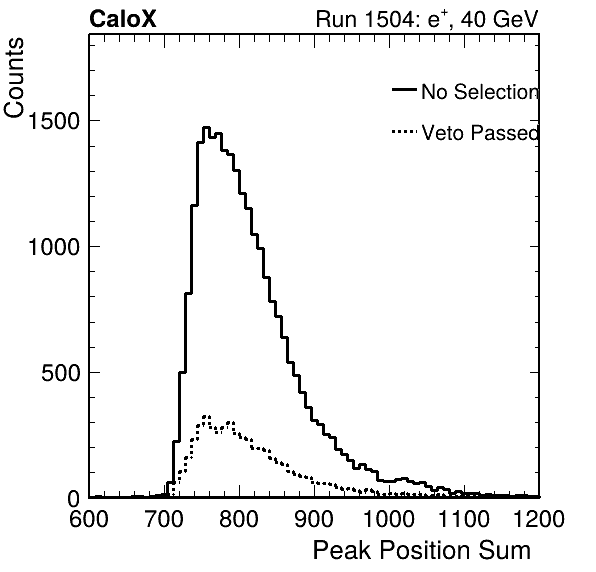 CaloX Run 1504: e⁺, 40 GeV
Counts
No Selection
Veto Passed
1500
1000
500
0
600 700 800 900 1000 1100 1200
Peak Position Sum